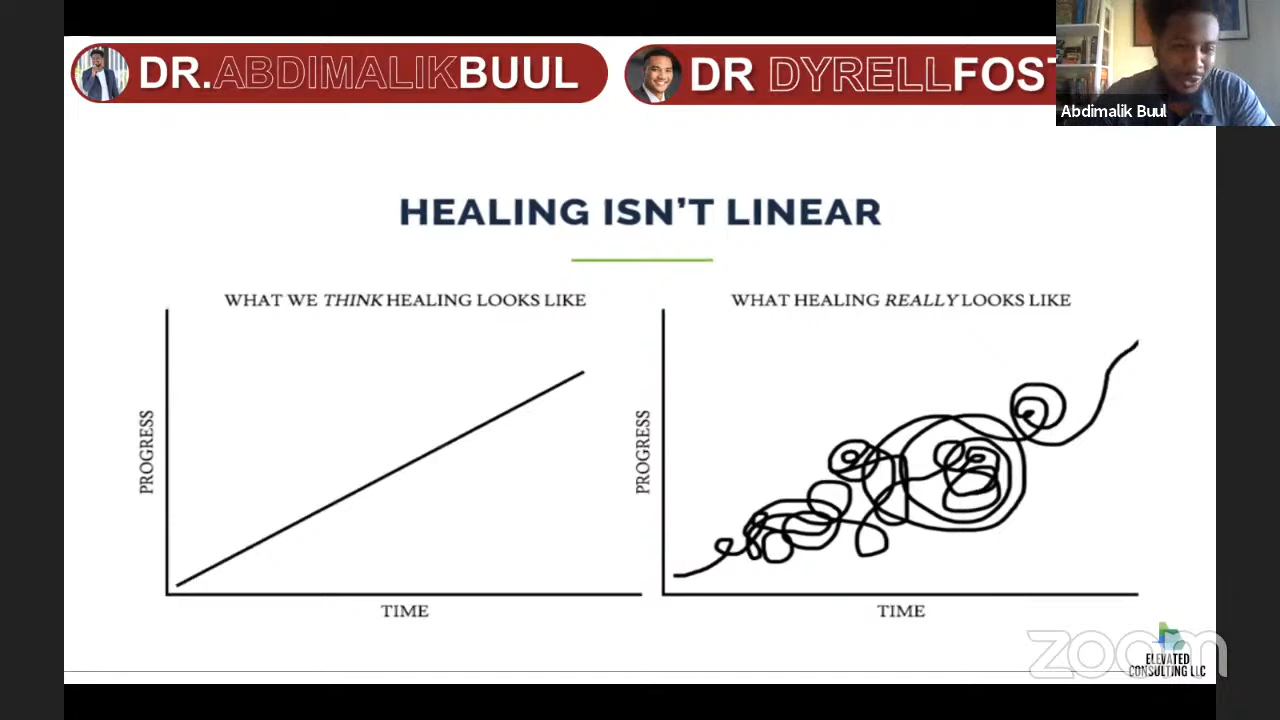 DR.ABDIMALIKBUUL
DR DYRELLFOST
Abdimalik Buul
HEALING ISN'T LINEAR
WHAT WE THINK HEALING LOOKS LIKE
WHAT HEALING REALLY LOOKS LIKE
PROGRESS
PROGRESS
TIME
TIME
zoom
ELEVATED
CONSULTING LLC